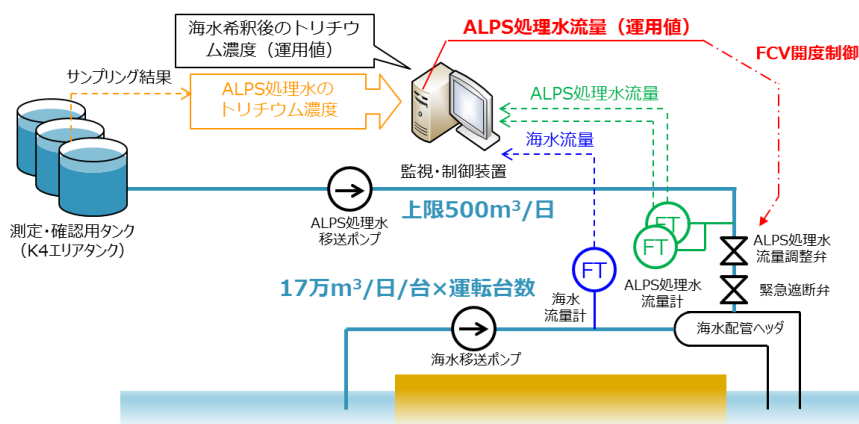 海水希釈後のトリチウ
ム濃度（運用値）
ALPS処理水流量（運用値）
FCV開度制御
サンプリング結果
ALPS処理水の
トリチウム濃度
ALPS処理水流量
海水流量
監視・制御装置
測定・確認用タンク
（K4エリアタンク）
ALPS処理水
移送ポンプ
上限500m³/日
FT
FT
FT
ALPS処理水
流量調整弁
17万m³/日/台×運転台数
海水
流量計
ALPS処理水
流量計
緊急遮断弁
海水配管ヘッダ
海水移送ポンプ